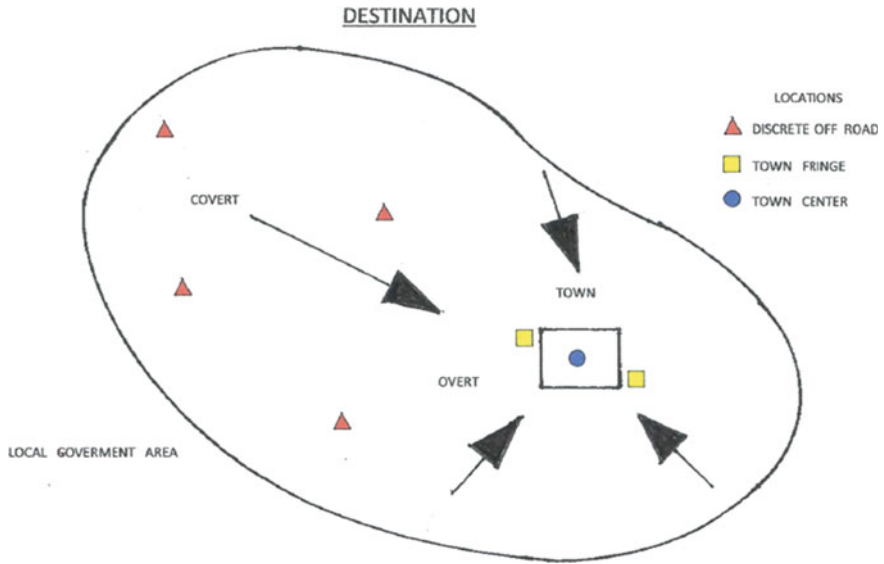 DESTINATION
LOCATIONS
DISCRETE OFF ROAD
TOWN FRINGE
TOWN CENTER
COVERT
TOWN
OVERT
LOCAL GOVERMENT AREA